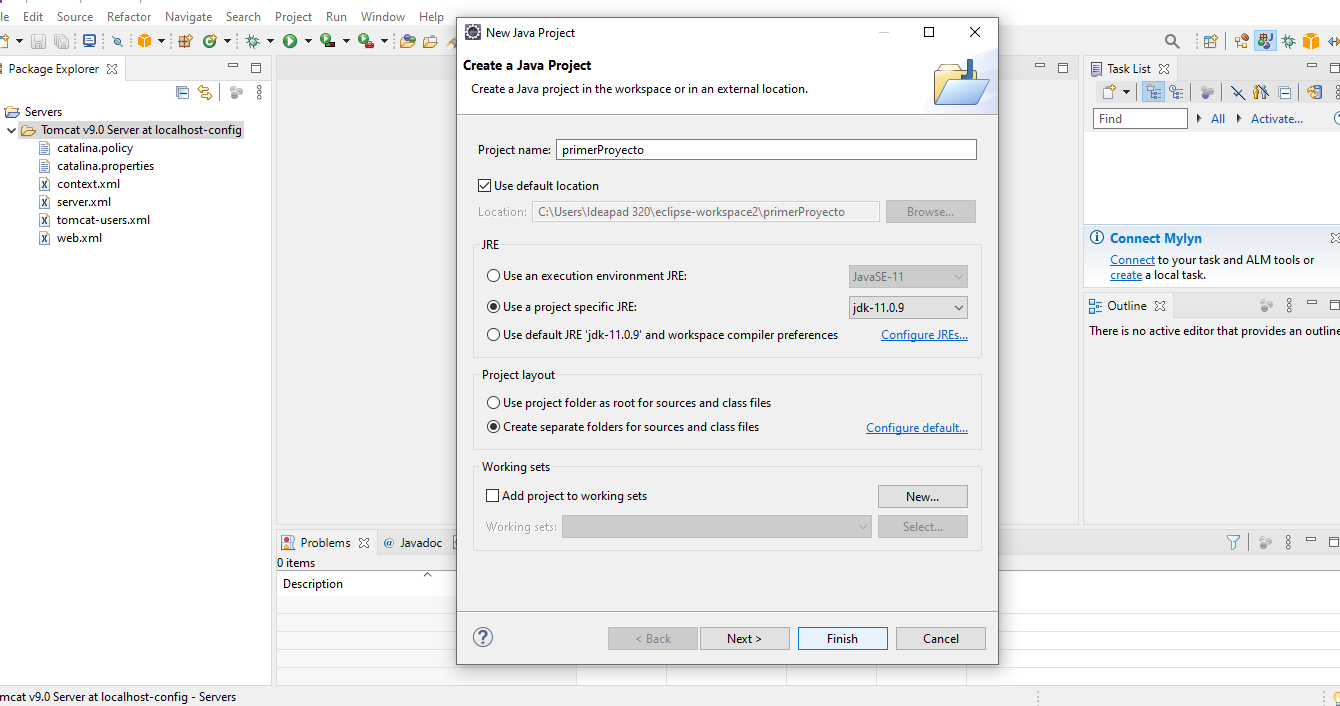 Edit Source Refactor Navigate Search Project Run Window Help
Package Explorer
Servers
Tomcat v9.0 Server at localhost-config
catalina.policy
catalina.properties
context.xml
server.xml
tomcat-users.xml
web.xml
New Java Project
Create a Java Project
Create a Java project in the workspace or in an external location.
Project name: primerProyecto
Use default location
Location: C:\Users\Ideapad 320\eclipse-workspace2\primerProyecto Browse...
JRE
Use an execution environment JRE: JavaSE-11
Use a project specific JRE: jdk-11.0.9
Use default JRE 'jdk-11.0.9' and workspace compiler preferences Configure JREs...
Project layout
Use project folder as root for sources and class files
Create separate folders for sources and class files Configure default...
Working sets
Add project to working sets New...
Working sets: Select...
? < Back Next > Finish Cancel
Task List
Find All Activate...
Connect Mylyn
Connect to your task and ALM tools or
create a local task.
Outline
There is no active editor that provides an outline
Problems @ Javadoc
0 items
Description
mcat v9.0 Server at localhost-config - Servers